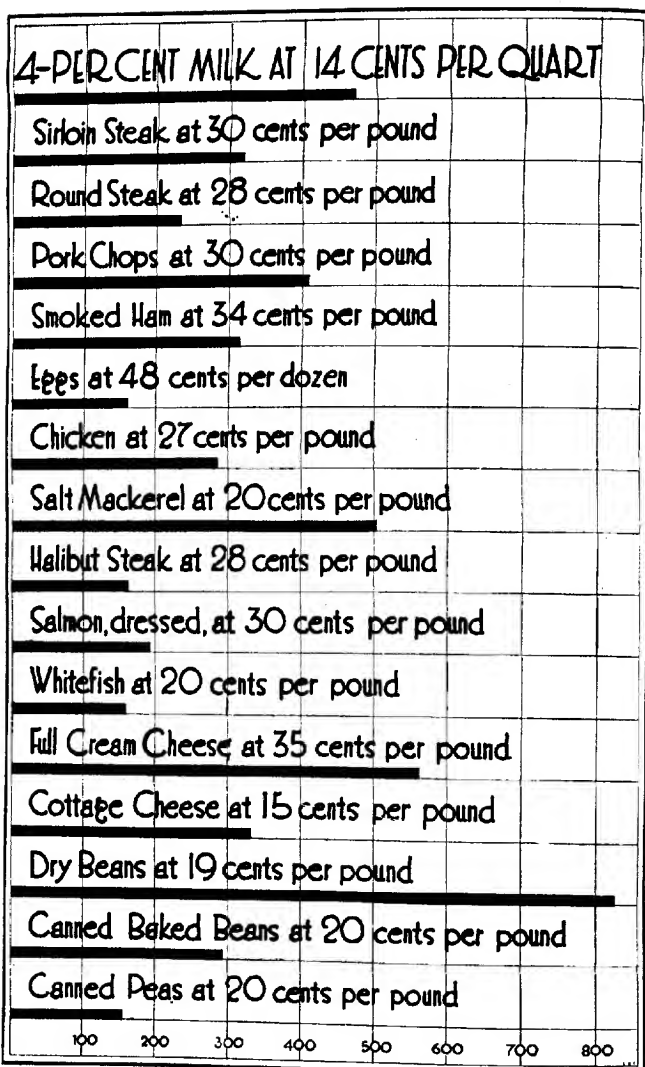 4-PER CENT MILK AT 14 CENTS PER QUART
Sirloin Steak at 30 cents per pound
Round Steak at 28 cents per pound
Pork Chops at 30 cents per pound
Smoked Ham at 34 cents per pound
Eggs at 48 cents per dozen
Chicken at 27 cents per pound
Salt Mackerel at 20 cents per pound
Halibut Steak at 28 cents per pound
Salmon, dressed, at 30 cents per pound
Whitefish at 20 cents per pound
Full Cream Cheese at 35 cents per pound
Cottage Cheese at 15 cents per pound
Dry Beans at 19 cents per pound
Canned Baked Beans at 20 cents per pound
Canned Peas at 20 cents per pound
100 200 300 400 500 600 700 800